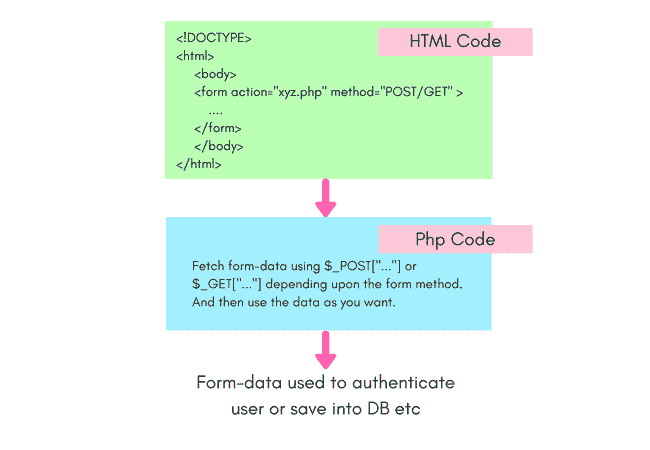 HTML Code
<!DOCTYPE>
<html>
<body>
<form action="xyz.php" method="POST/GET" >
....
</form>
</body>
</html>
Php Code
Fetch form-data using $_POST["..."] or
$_GET["..."] depending upon the form method.
And then use the data as you want.
Form-data used to authenticate
user or save into DB etc